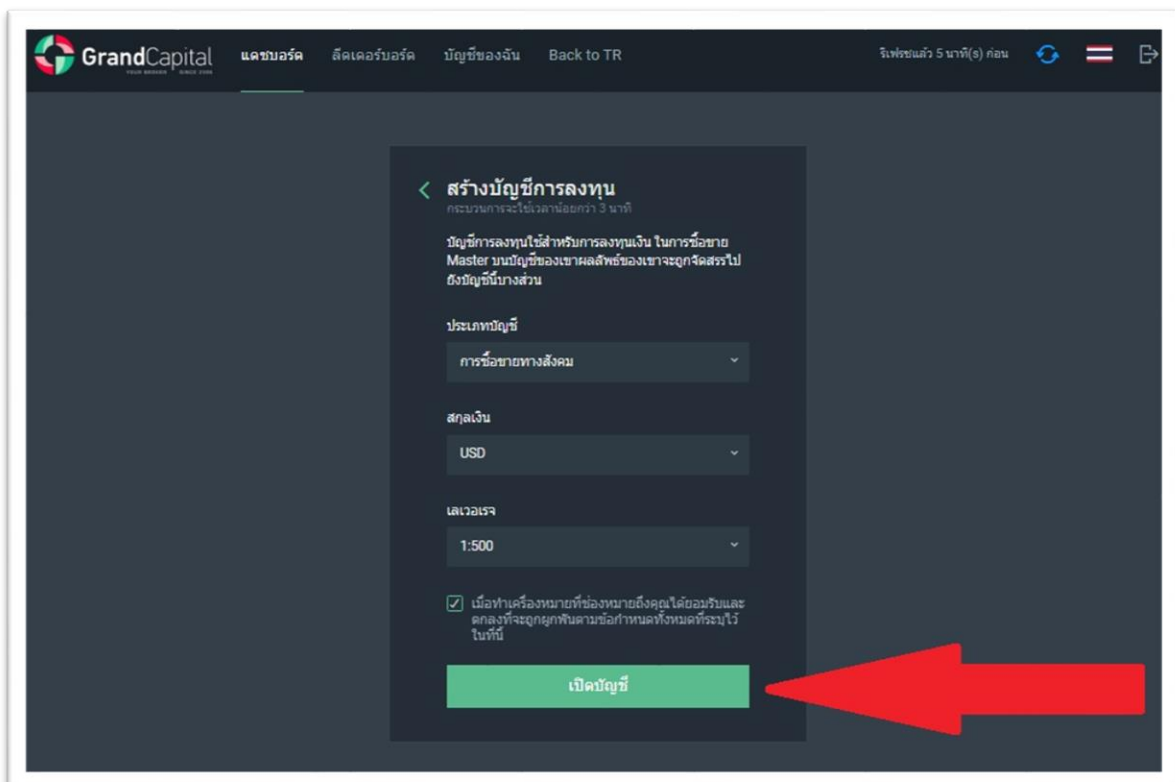 GrandCapital
YOUR BROKER SINCE 2006
แดชบอร์ด
ลีดเดอร์บอร์ด
บัญชีของฉัน
Back to TR
รีเฟรชแล้ว 5 นาที(s) ก่อน
สร้างบัญชีการลงทุน
กระบวนการจะใช้เวลาน้อยกว่า 3 นาที
บัญชีการลงทุนใช้สำหรับการลงทุนเงิน ในการซื้อขาย
Master บนบัญชีของเขาผลลัพธ์ของเขาจะถูกจัดสรรไป
ยังบัญชีนี้บางส่วน
ประเภทบัญชี
การซื้อขายทางสังคม
สกุลเงิน
USD
เลเวอเรจ
1:500
เมื่อทำเครื่องหมายที่ช่องหมายถึงคุณได้ยอมรับและ
ตกลงที่จะถูกผูกพันตามข้อกำหนดทั้งหมดที่ระบุไว้
ในที่นี้
เปิดบัญชี